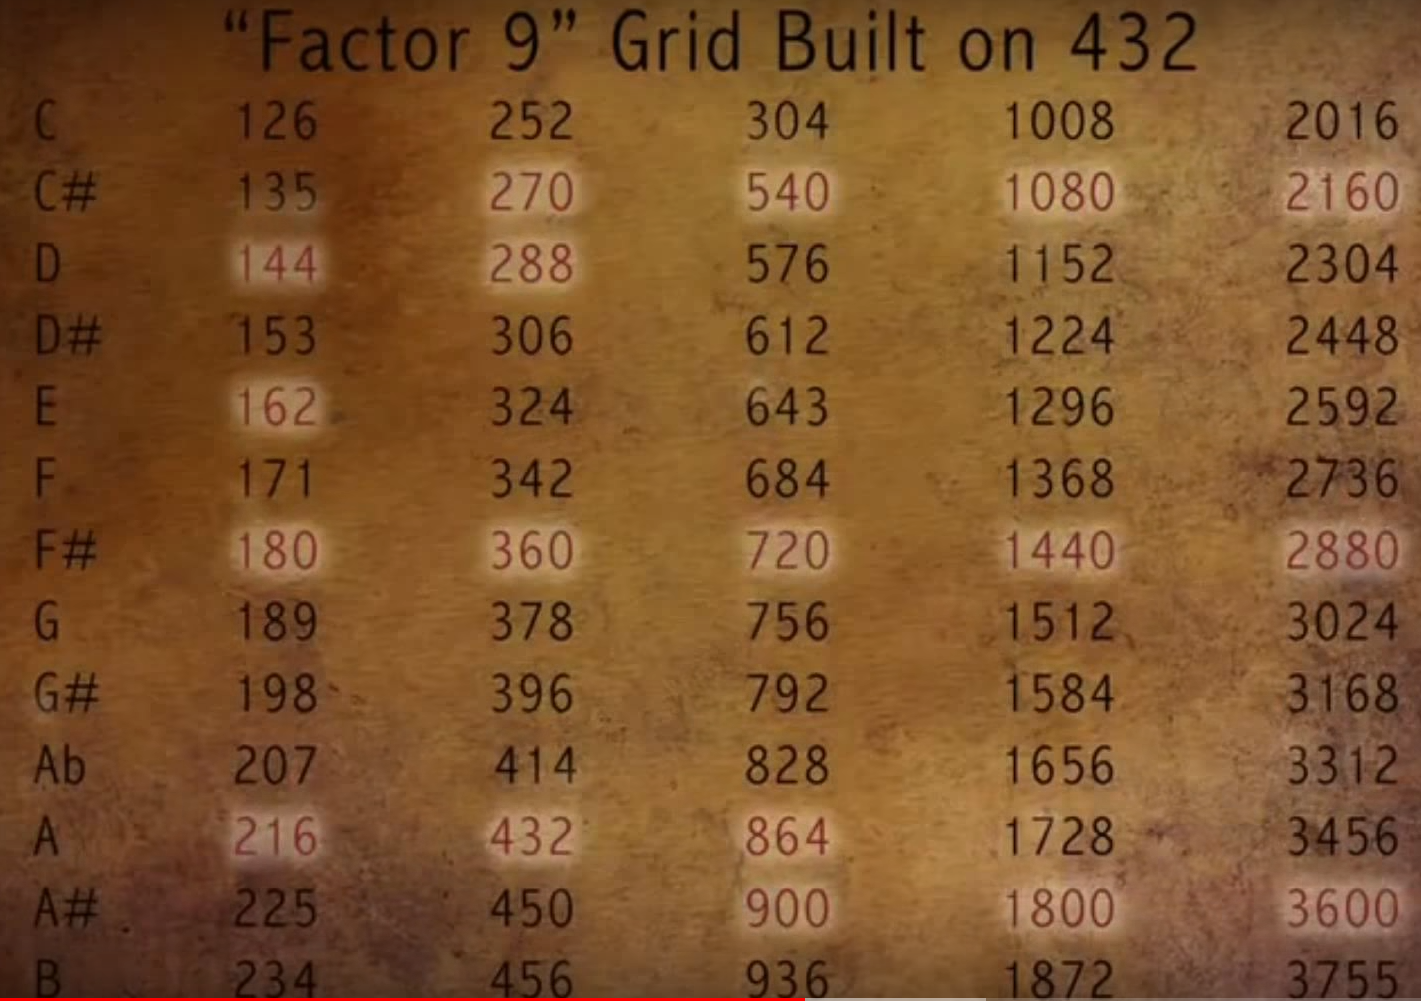 “Factor 9” Grid Built on 432
C 126 252 304 1008 2016
C# 135 270 540 1080 2160
D 144 288 576 1152 2304
D# 153 306 612 1224 2448
E 162 324 643 1296 2592
F 171 342 684 1368 2736
F# 180 360 720 1440 2880
G 189 378 756 1512 3024
G# 198 396 792 1584 3168
Ab 207 414 828 1656 3312
A 216 432 864 1728 3456
A# 225 450 900 1800 3600
B 234 456 936 1872 3755